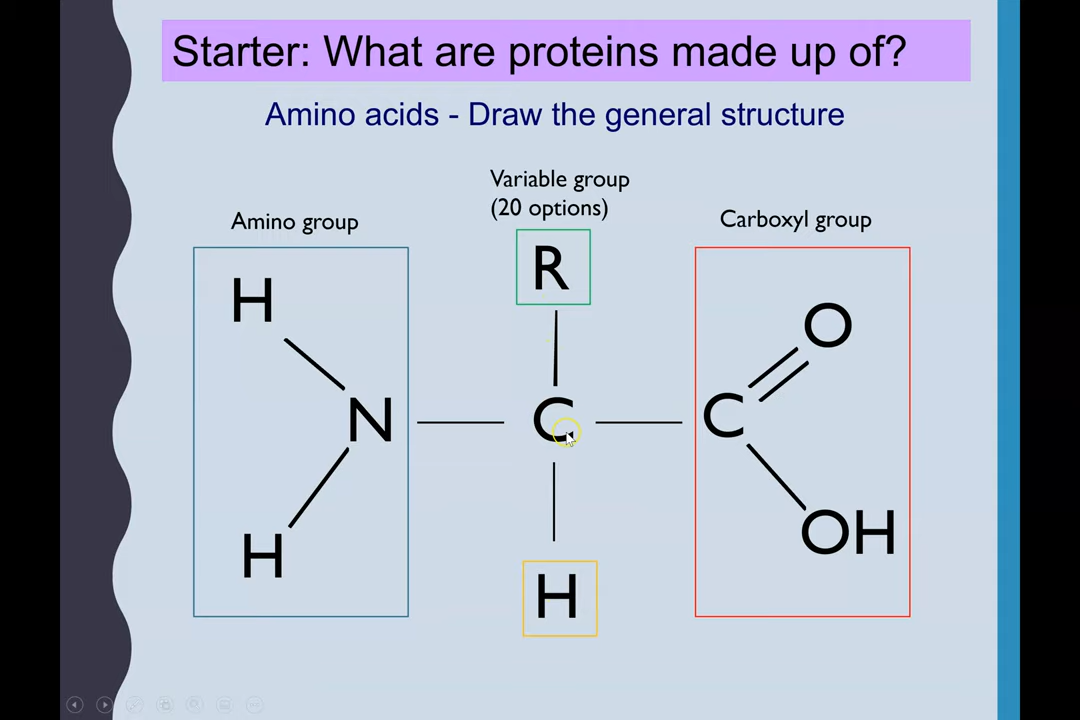 Starter: What are proteins made up of?
Amino acids - Draw the general structure
Variable group
(20 options)
Amino group
Carboxyl group
R
H
O
N
C
C
OH
H
H